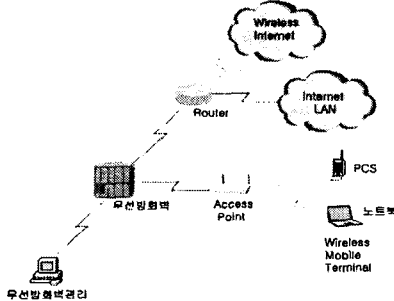 Wireless
Internet
Internet
LAN
Router
PCS
무선방화벽
Access
Point
노트북
Wireless
Mobile
Terminal
무선방화벽관리